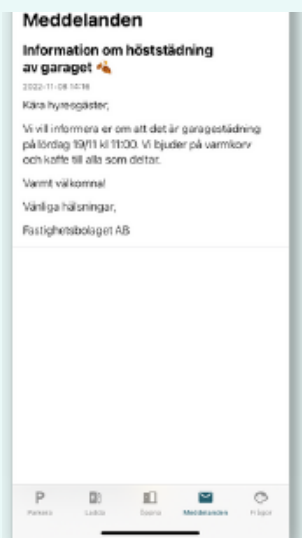 Meddelanden
Information om höststädning
av garaget 🍂
2022-11-08 14:16
Kära hyresgäster,
Vi vill informera er om att det är garagestädning
på lördag 19/11 kl 11:00. Vi bjuder på varmkorv
och kaffe till alla som deltar.
Varmt välkomna!
Vänliga hälsningar,
Fastighetsbolaget AB
P
Parkera
Ladda
Öppna
Meddelanden
Frågor